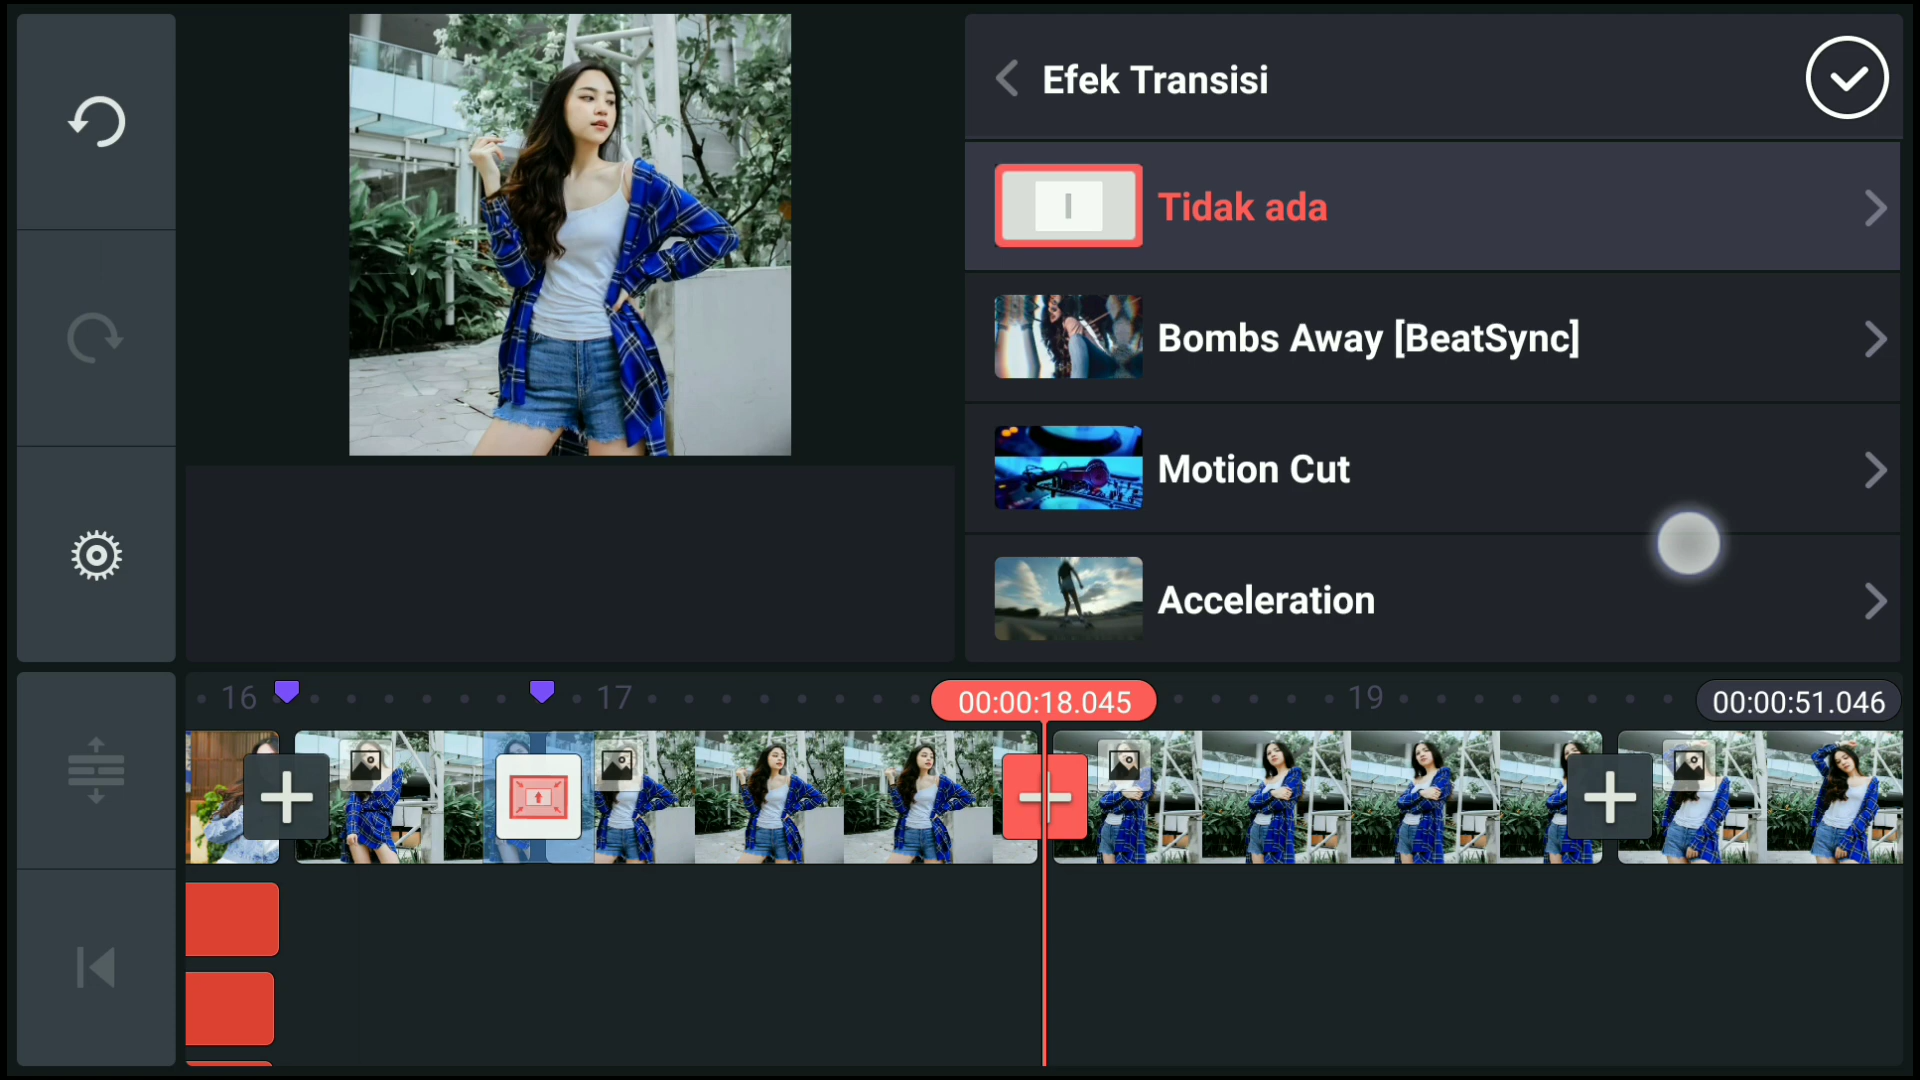 Efek Transisi
Tidak ada
Bombs Away [BeatSync]
Motion Cut
Acceleration
16
17
00:00:18.045
19
00:00:51.046